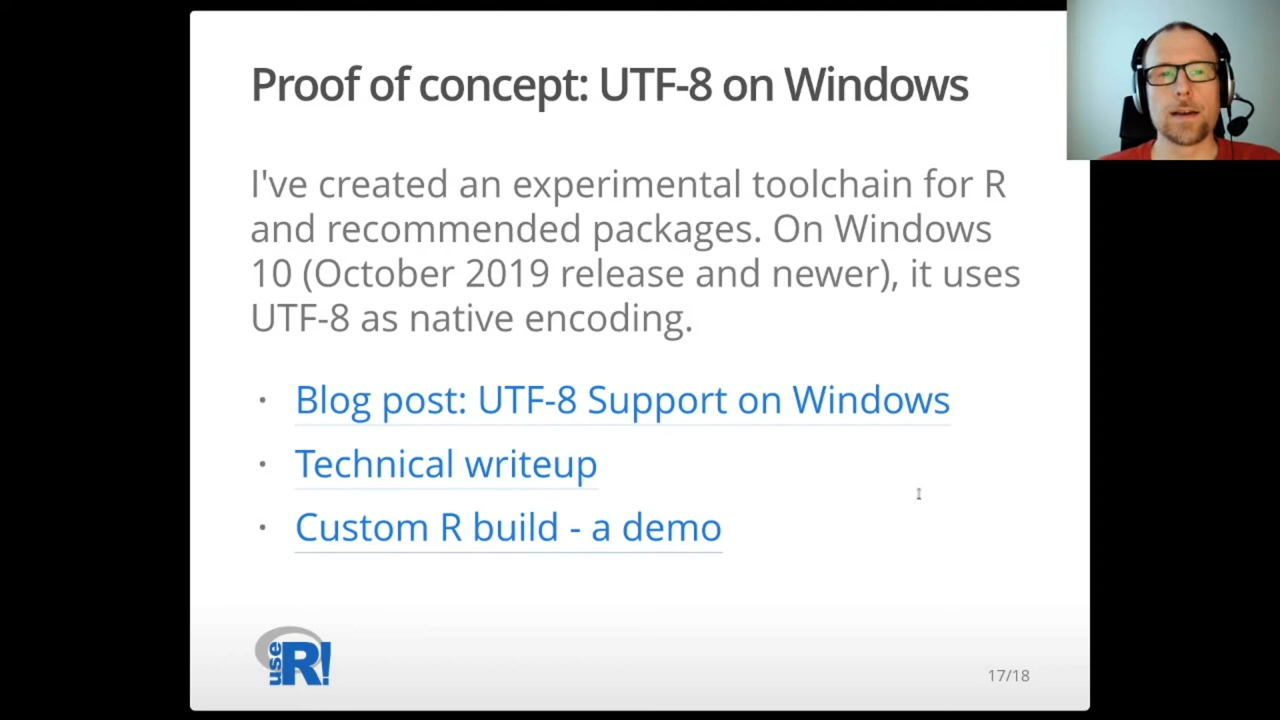 Proof of concept: UTF-8 on Windows
I've created an experimental toolchain for R
and recommended packages. On Windows
10 (October 2019 release and newer), it uses
UTF-8 as native encoding.
· Blog post: UTF-8 Support on Windows
· Technical writeup
· Custom R build - a demo
use R!
17/18